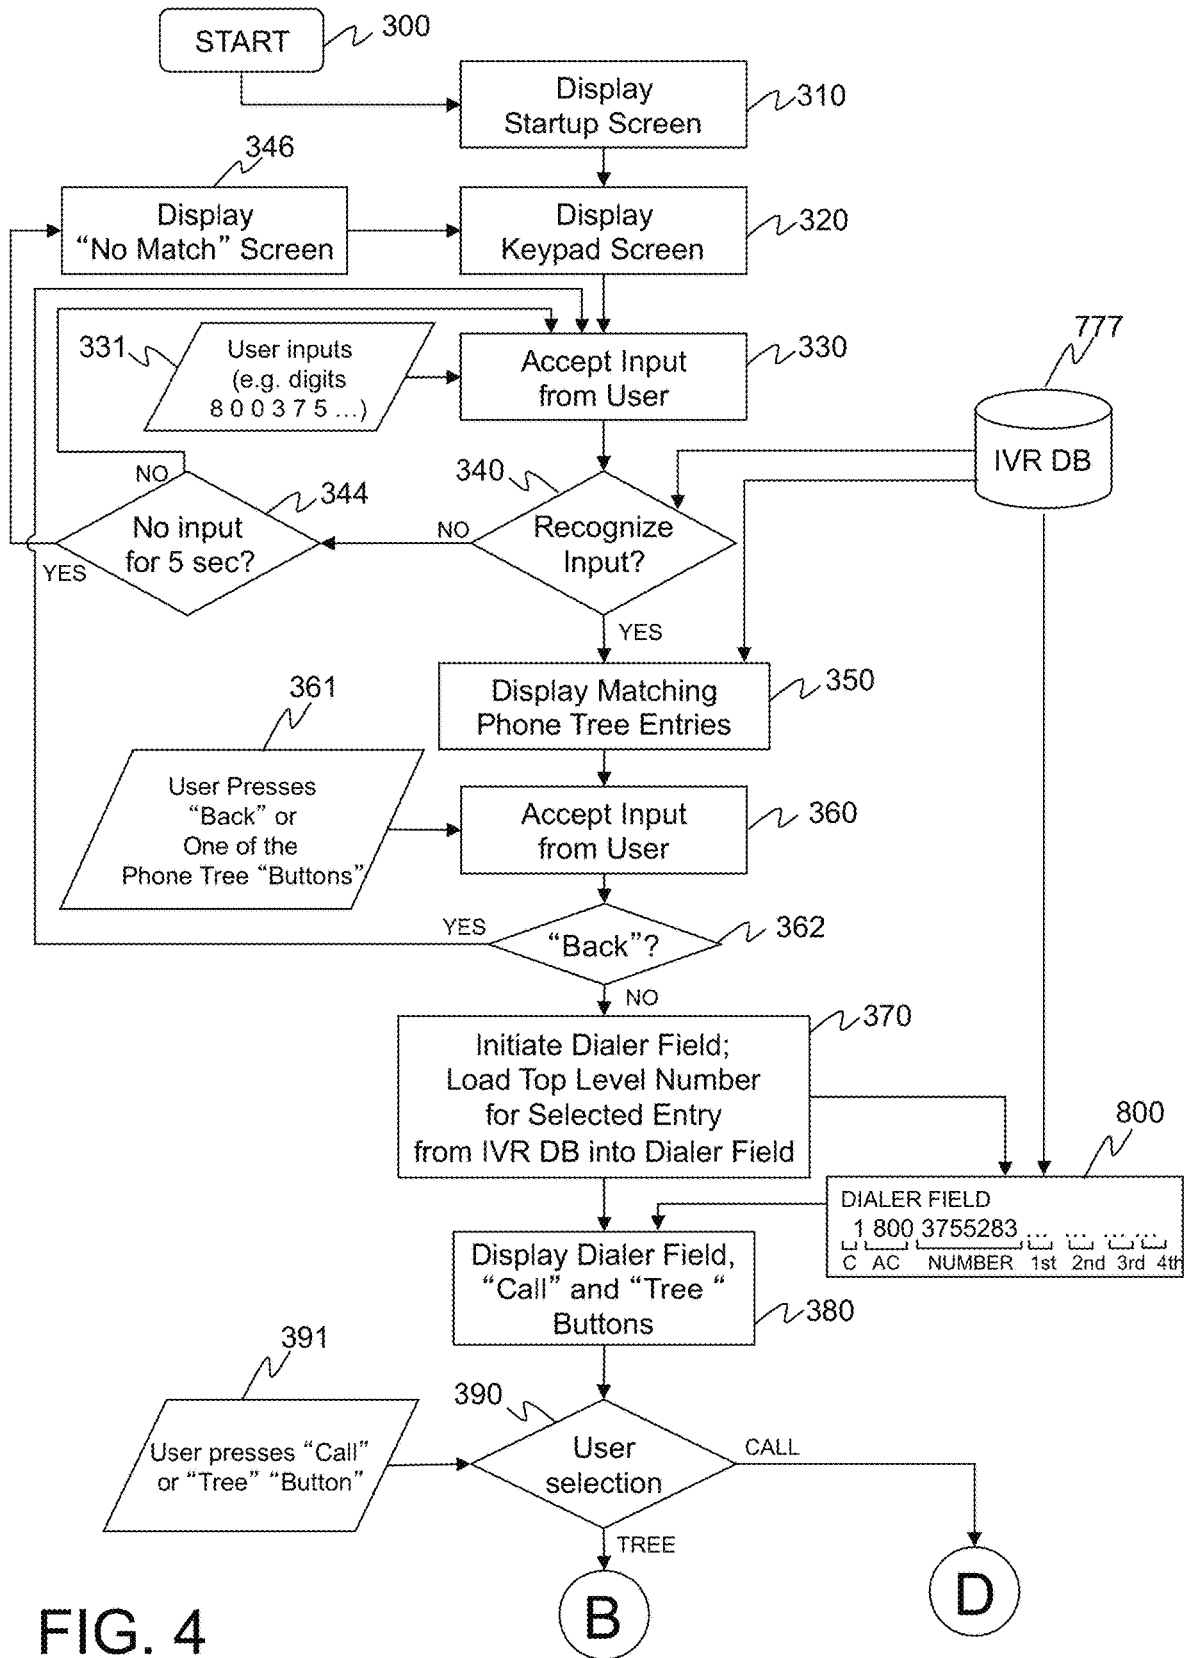 START
300
Display
Startup Screen
310
346
Display
“No Match” Screen
Display
Keypad Screen
320
331
User inputs
(e.g. digits
8 0 0 3 7 5 …)
Accept Input
from User
330
777
IVR DB
NO
344
No input
for 5 sec?
YES
NO
340
Recognize
Input?
YES
Display Matching
Phone Tree Entries
350
361
User Presses
“Back” or
One of the
Phone Tree “Buttons”
Accept Input
from User
360
YES
“Back”?
362
NO
Initiate Dialer Field;
Load Top Level Number
for Selected Entry
from IVR DB into Dialer Field
370
800
DIALER FIELD
1 800 3755283 … … … …
C AC NUMBER 1st 2nd 3rd 4th
Display Dialer Field,
“Call” and “Tree “
Buttons
380
391
User presses “Call”
or “Tree” “Button”
390
User
selection
CALL
TREE
B
D
FIG. 4